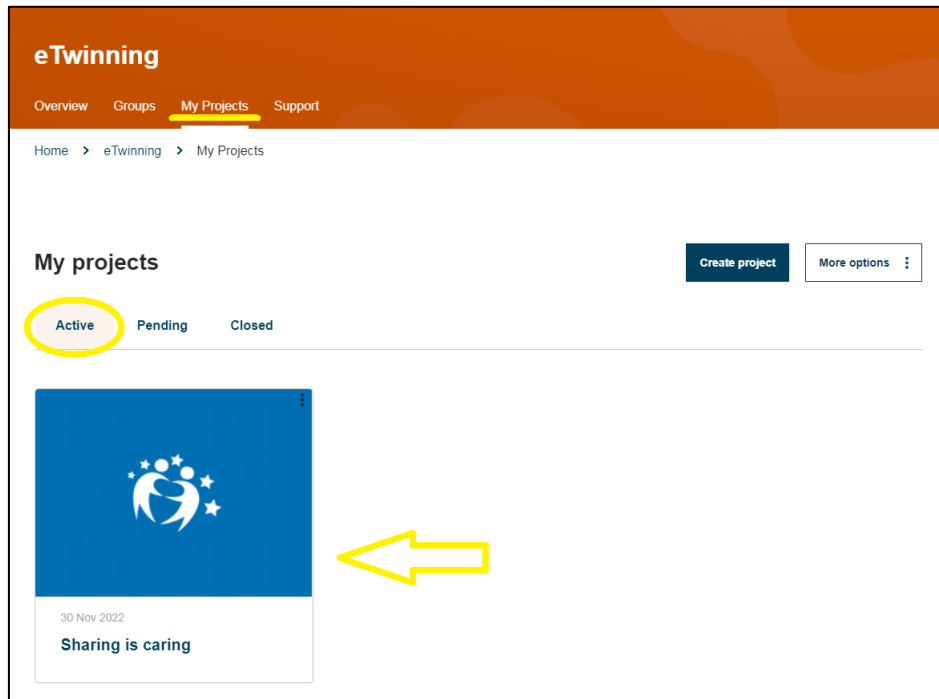 eTwinning
Overview Groups My Projects Support
Home > eTwinning > My Projects
My projects
Create project More options
Active Pending Closed
30 Nov 2022
Sharing is caring